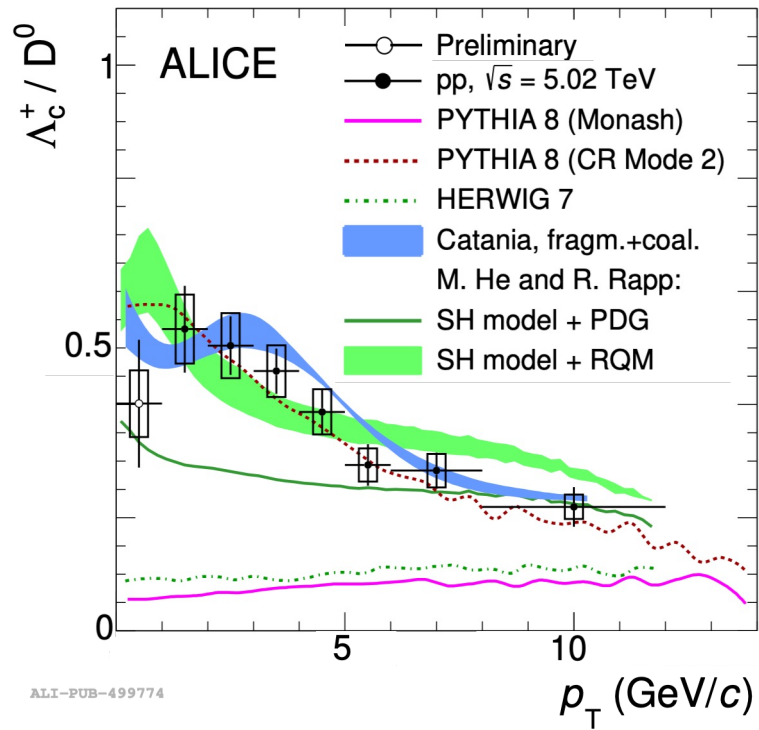 ALICE
Preliminary
pp, √s = 5.02 TeV
PYTHIA 8 (Monash)
PYTHIA 8 (CR Mode 2)
HERWIG 7
Catania, fragm.+coal.
M. He and R. Rapp:
SH model + PDG
SH model + RQM
Λc+ / D0
1
0.5
0
5
10
pT (GeV/c)
ALI-PUB-499774